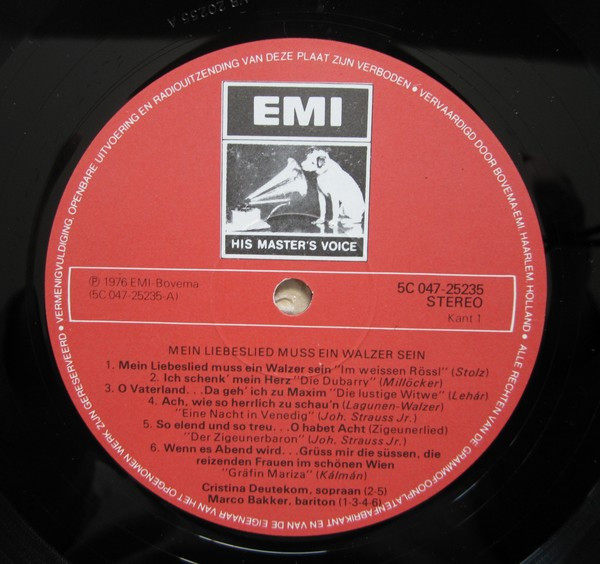 VERMENIGVULDIGING, OPENBARE UITVOERING EN RADIOUITZENDING VAN DEZE PLAAT ZIJN VERBODEN ● VERVAARDIGD DOOR BOVEMA-EMI, HAARLEM HOLLAND ● ALLE RECHTEN VAN DE GRAMMOFOONPLATENFABRIKANT EN VAN DE EIGENAAR VAN HET OPGENOMEN WERK ZIJN GERESERVEERD ●
EMI
HIS MASTER'S VOICE
℗ 1976 EMI-Bovema
(5C 047-25235-A)
5C 047-25235
STEREO
Kant 1
MEIN LIEBESLIED MUSS EIN WALZER SEIN
1. Mein Liebeslied muss ein Walzer sein "Im weissen Rössl" (Stolz)
2. Ich schenk' mein Herz "Die Dubarry" (Millöcker)
3. O Vaterland. . .Da geh' ich zu Maxim "Die lustige Witwe" (Lehár)
4. Ach, wie so herrlich zu schau'n (Lagunen-Walzer)
"Eine Nacht in Venedig" (Joh. Strauss Jr.)
5. So elend und so treu. . .O habet Acht (Zigeunerlied)
"Der Zigeunerbaron" (Joh. Strauss Jr.)
6. Wenn es Abend wird. . .Grüss mir die süssen, die
reizenden Frauen im schönen Wien
"Gräfin Mariza" (Kálmán)
Cristina Deutekom, sopraan (2-5)
Marco Bakker, bariton (1-3-4-6)